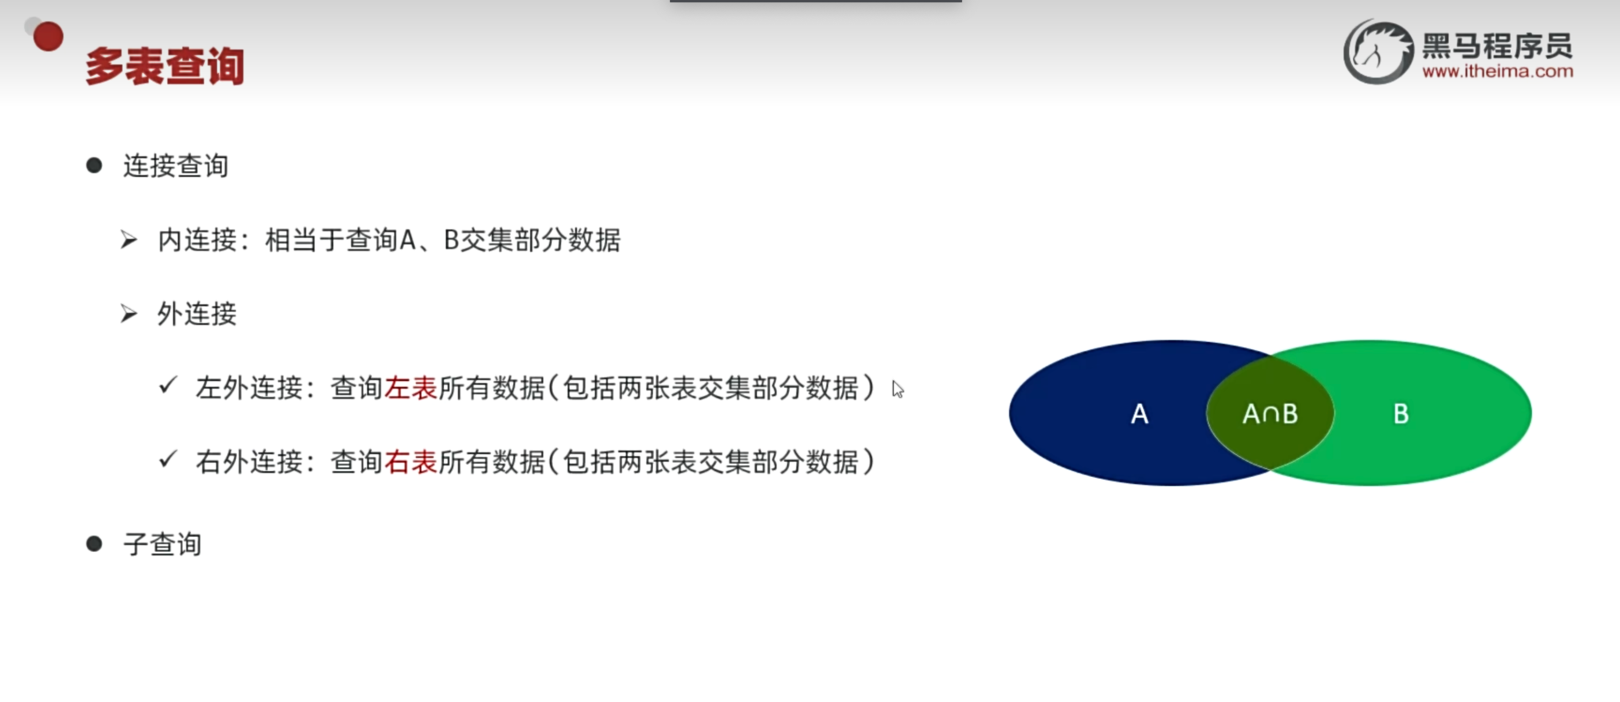 多表查询
黑马程序员
www.itheima.com
连接查询
内连接：相当于查询A、B交集部分数据
外连接
左外连接：查询左表所有数据(包括两张表交集部分数据)
右外连接：查询右表所有数据(包括两张表交集部分数据)
A
A∩B
B
子查询